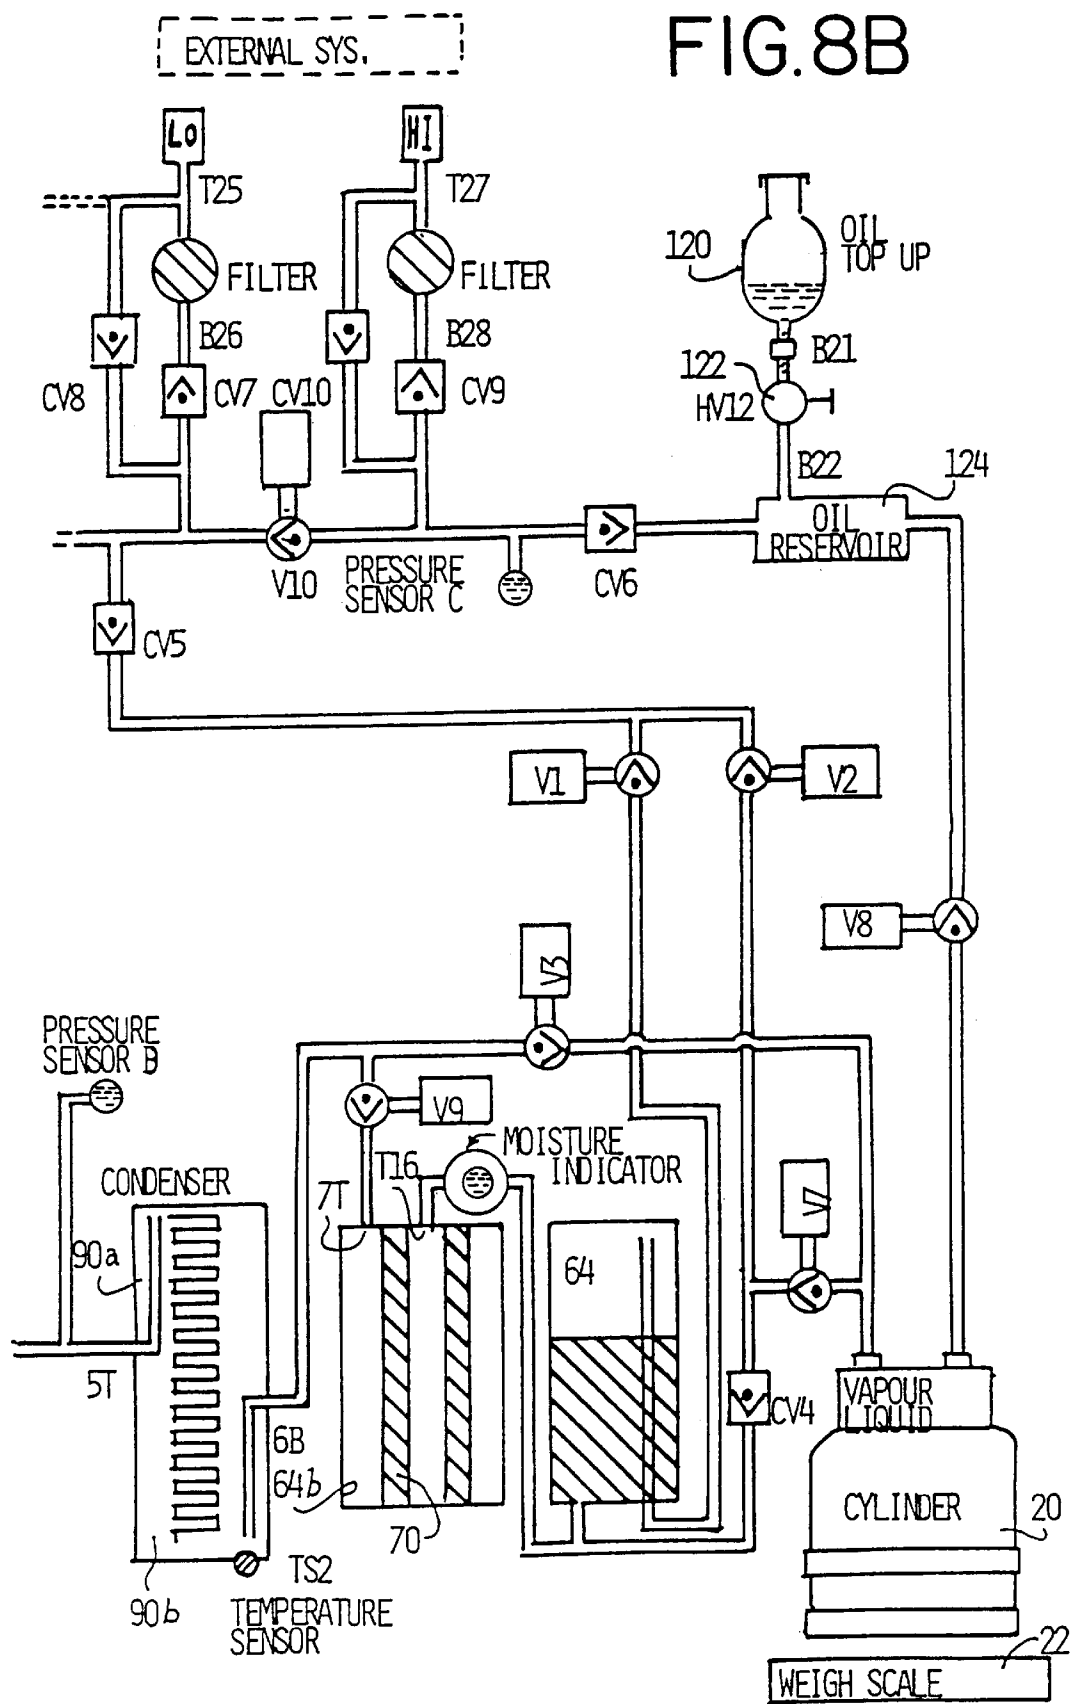 FIG.8B
EXTERNAL SYS.
LO
HI
T25
T27
FILTER
FILTER
120
OIL
TOP UP
B26
B28
B21
122
CV8
CV7
CV10
CV9
HV12
B22
124
OIL
RESERVOIR
V10
PRESSURE
SENSOR C
CV6
CV5
V1
V2
V8
V3
PRESSURE
SENSOR B
V9
MOISTURE
INDICATOR
T16
7T
CONDENSER
V7
90a
64
5T
VAPOUR
LIQUID
CV4
6B
64b
70
CYLINDER
20
TS2
TEMPERATURE
SENSOR
90b
22
WEIGH SCALE